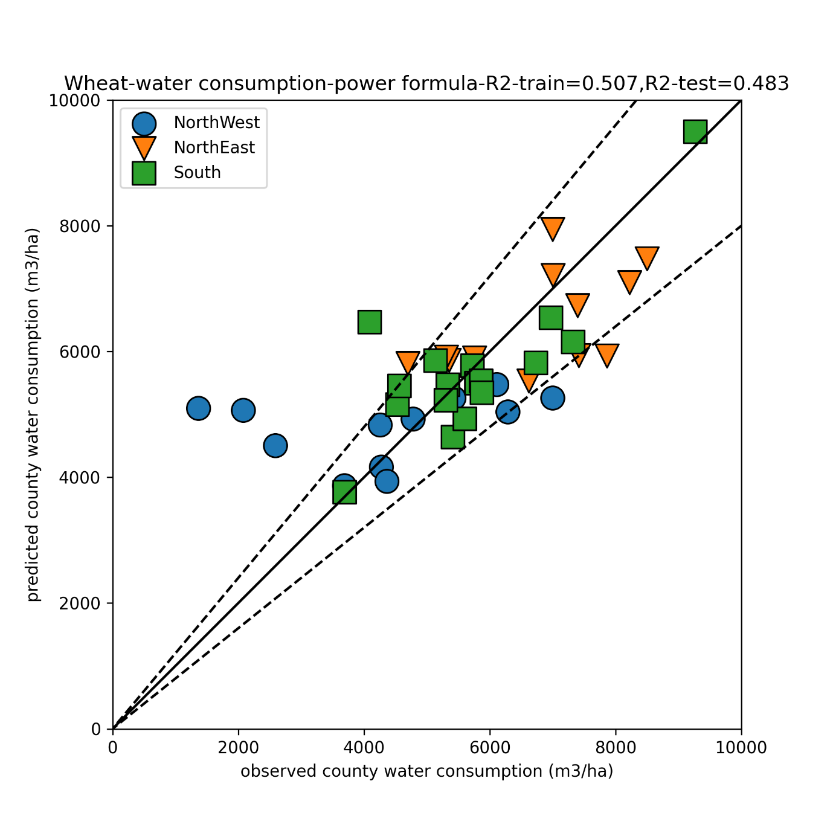 Wheat-water consumption-power formula-R2-train=0.507,R2-test=0.483
10000
8000
6000
4000
2000
0
predicted county water consumption (m3/ha)
NorthWest
NorthEast
South
0 2000 4000 6000 8000 10000
observed county water consumption (m3/ha)